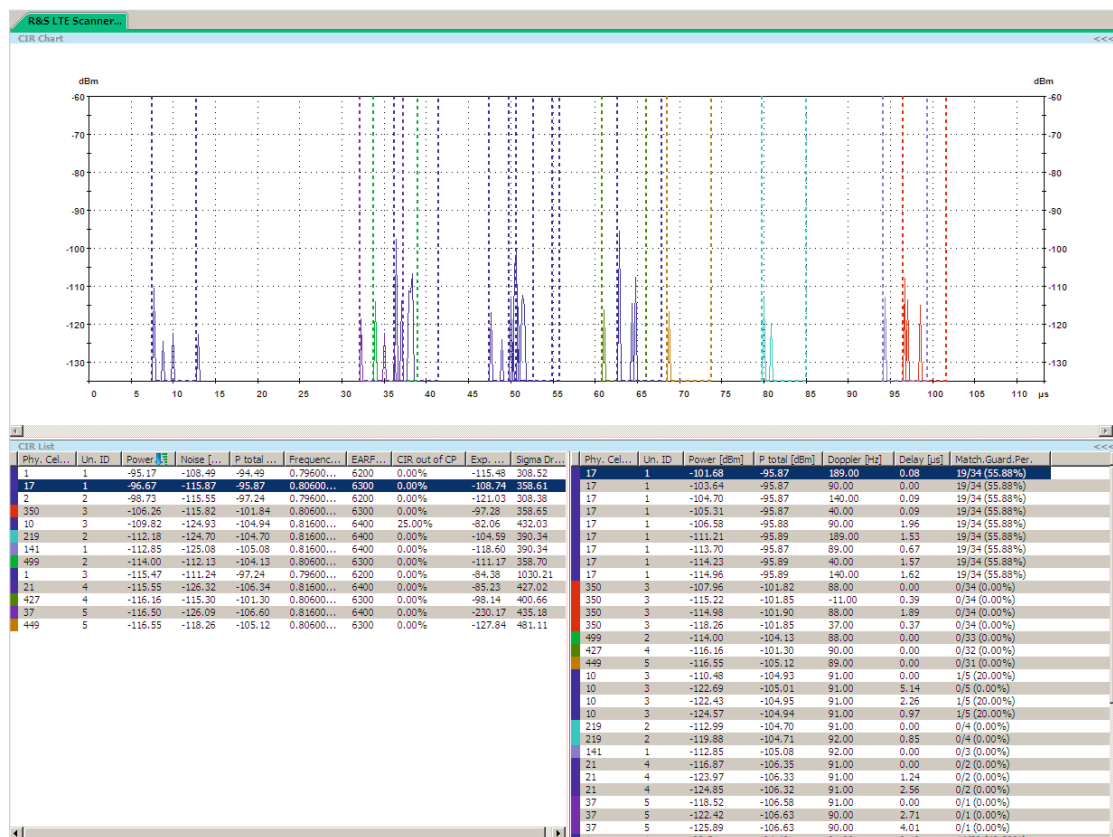 R&S LTE Scanner...
CIR Chart <<<
dBm dBm
-60 -60
-70 -70
-80 -80
-90 -90
-100 -100
-110 -110
-120 -120
-130 -130
0 5 10 15 20 25 30 35 40 45 50 55 60 65 70 75 80 85 90 95 100 105 110 µs
CIR List <<<
Phy. Cel... Un. ID Power Noise [... P total ... Frequenc... EARF... CIR out of CP Exp. ... Sigma Dr...
1 1 -95.17 -108.49 -94.49 0.79600... 6200 0.00% -115.48 308.52
17 1 -96.67 -115.87 -95.87 0.80600... 6300 0.00% -108.74 358.61
2 2 -98.73 -115.55 -97.24 0.79600... 6200 0.00% -121.03 308.38
350 3 -106.26 -115.82 -101.84 0.80600... 6300 0.00% -97.28 358.65
10 3 -109.82 -124.93 -104.94 0.81600... 6400 25.00% -82.06 432.03
219 2 -112.18 -124.70 -104.70 0.81600... 6400 0.00% -104.59 390.34
141 1 -112.85 -125.08 -105.08 0.81600... 6400 0.00% -118.60 390.34
499 2 -114.00 -112.13 -104.13 0.80600... 6300 0.00% -111.17 358.70
1 3 -115.47 -111.24 -97.24 0.79600... 6200 0.00% -84.38 1030.21
21 4 -115.55 -126.32 -106.34 0.81600... 6400 0.00% -85.23 427.02
427 4 -116.16 -115.30 -101.30 0.80600... 6300 0.00% -98.14 400.66
37 5 -116.50 -126.09 -106.60 0.81600... 6400 0.00% -230.17 435.18
449 5 -116.55 -118.26 -105.12 0.80600... 6300 0.00% -127.84 481.11
Phy. Cel... Un. ID Power [dBm] P total [dBm] Doppler [Hz] Delay [µs] Match.Guard.Per.
17 1 -101.68 -95.87 189.00 0.08 19/34 (55.88%)
17 1 -103.64 -95.87 90.00 0.00 19/34 (55.88%)
17 1 -104.70 -95.87 140.00 0.09 19/34 (55.88%)
17 1 -105.31 -95.87 40.00 0.09 19/34 (55.88%)
17 1 -106.58 -95.88 90.00 1.96 19/34 (55.88%)
17 1 -111.21 -95.89 189.00 1.53 19/34 (55.88%)
17 1 -113.70 -95.87 89.00 0.67 19/34 (55.88%)
17 1 -114.23 -95.89 40.00 1.57 19/34 (55.88%)
17 1 -114.96 -95.89 140.00 1.62 19/34 (55.88%)
350 3 -107.96 -101.82 88.00 0.00 0/34 (0.00%)
350 3 -115.22 -101.85 -11.00 0.39 0/34 (0.00%)
350 3 -114.98 -101.90 88.00 1.89 0/34 (0.00%)
350 3 -118.26 -101.85 37.00 0.37 0/34 (0.00%)
499 2 -114.00 -104.13 88.00 0.00 0/33 (0.00%)
427 4 -116.16 -101.30 90.00 0.00 0/32 (0.00%)
449 5 -116.55 -105.12 89.00 0.00 0/31 (0.00%)
10 3 -110.48 -104.93 91.00 0.00 1/5 (20.00%)
10 3 -122.69 -105.01 91.00 5.14 0/5 (0.00%)
10 3 -122.43 -104.95 91.00 2.26 1/5 (20.00%)
10 3 -124.57 -104.94 91.00 0.97 1/5 (20.00%)
219 2 -112.99 -104.70 91.00 0.00 0/4 (0.00%)
219 2 -119.88 -104.71 92.00 0.85 0/4 (0.00%)
141 1 -112.85 -105.08 92.00 0.00 0/3 (0.00%)
21 4 -116.87 -106.35 91.00 0.00 0/2 (0.00%)
21 4 -123.97 -106.33 91.00 1.24 0/2 (0.00%)
21 4 -124.85 -106.32 91.00 2.56 0/2 (0.00%)
37 5 -118.52 -106.58 91.00 0.00 0/1 (0.00%)
37 5 -122.42 -106.63 90.00 2.71 0/1 (0.00%)
37 5 -125.89 -106.63 90.00 4.01 0/1 (0.00%)